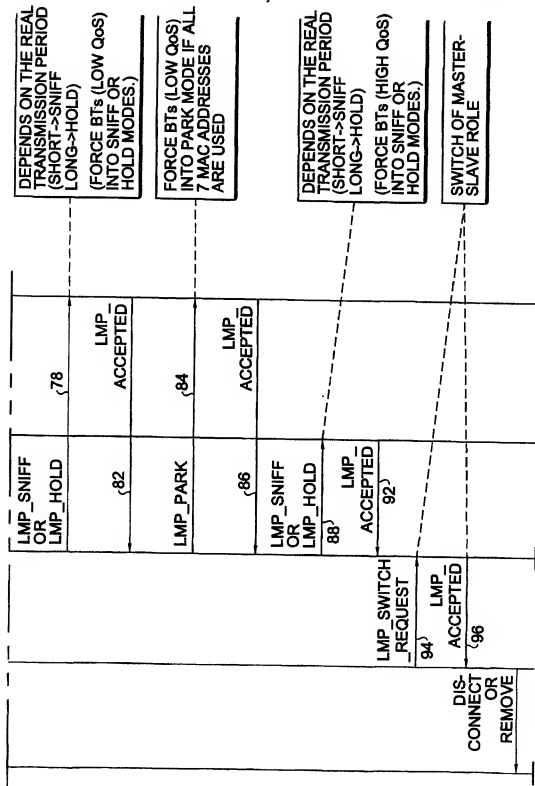 DEPENDS ON THE REAL
TRANSMISSION PERIOD
(SHORT->SNIFF
LONG->HOLD)
(FORCE BTs (LOW QoS)
INTO SNIFF OR
HOLD MODES.)
FORCE BTs (LOW QoS)
INTO PARK MODE IF ALL
7 MAC ADDRESSES
ARE USED
DEPENDS ON THE REAL
TRANSMISSION PERIOD
(SHORT->SNIFF
LONG->HOLD)
(FORCE BTs (HIGH QoS)
INTO SNIFF OR
HOLD MODES.)
SWITCH OF MASTER-
SLAVE ROLE
LMP_SNIFF
OR
LMP_HOLD
78
82
LMP_
ACCEPTED
LMP_PARK
84
86
LMP_
ACCEPTED
LMP_SNIFF
OR
LMP_HOLD
88
LMP_
ACCEPTED
92
LMP_SWITCH
_REQUEST
94
LMP_
ACCEPTED
96
DIS-
CONNECT
OR
REMOVE